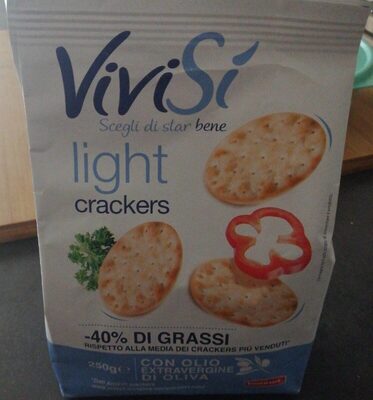 ViviSí
Scegli di star bene
light
crackers
-40% DI GRASSI
RISPETTO ALLA MEDIA DEI CRACKERS PIÙ VENDUTI*
250g e
CON OLIO
EXTRAVERGINE
DI OLIVA